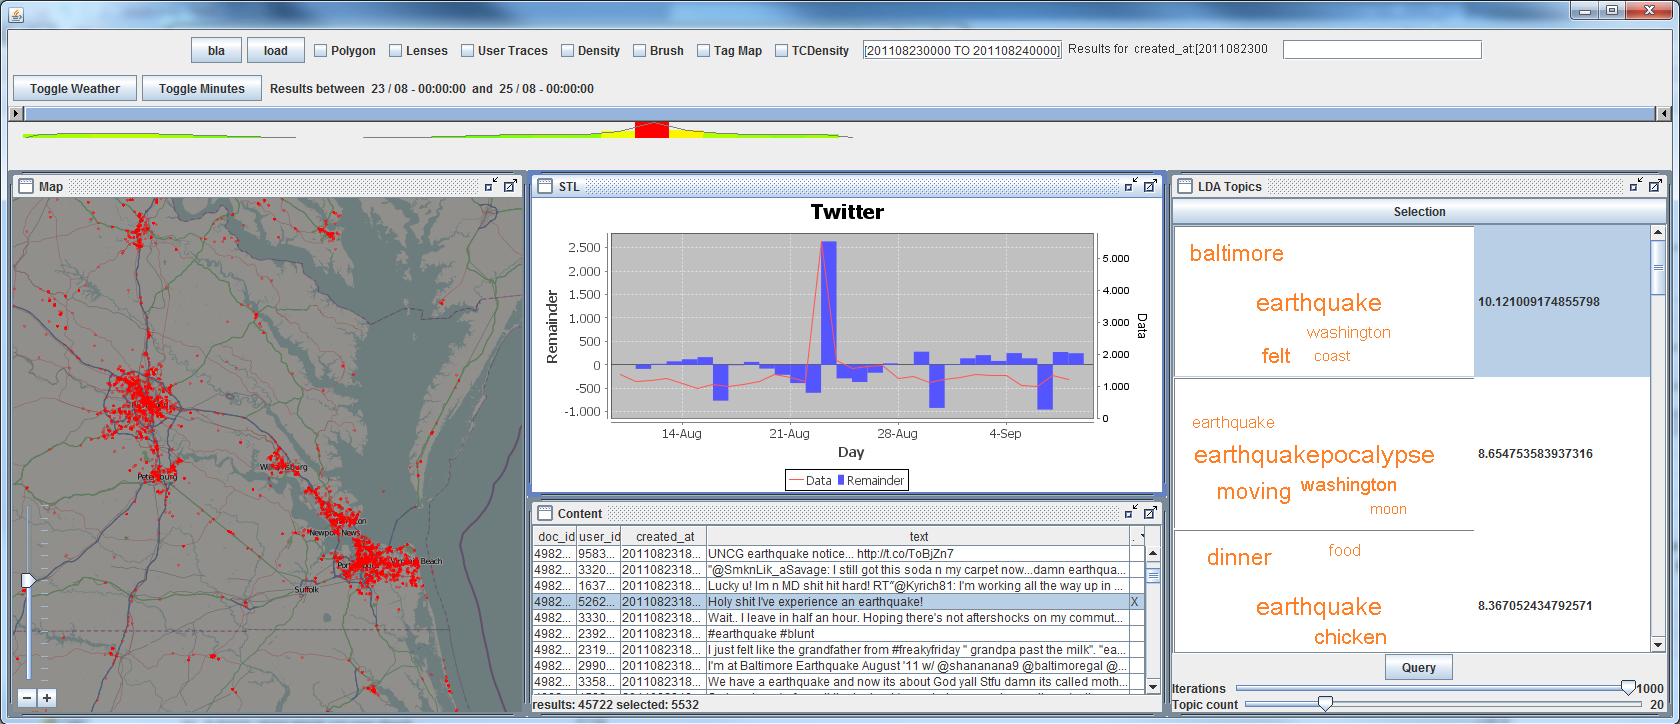 bla load Polygon Lenses User Traces Density Brush Tag Map TCDensity [201108230000 TO 201108240000] Results for created_at:[2011082300
Toggle Weather Toggle Minutes Results between 23 / 08 - 00:00:00 and 25 / 08 - 00:00:00
Map
Petersburg
Newport News
Suffolk
STL
Twitter
Remainder
2.500
2.000
1.500
1.000
500
0
-500
-1.000
5.000
4.000
3.000
2.000
1.000
0
Data
14-Aug 21-Aug 28-Aug 4-Sep
Day
Data Remainder
Content
doc_id user_id created_at text .
4982... 9583... 2011082318... UNCG earthquake notice... http://t.co/ToBjZn7
4982... 3320... 2011082318... "@SmknLik_aSavage: I still got this soda n my carpet now...damn earthqua...
4982... 1637... 2011082318... Lucky u! Im n MD shit hit hard! RT"@Kyrich81: I'm working all the way up in ...
4982... 5262... 2011082318... Holy shit I've experience an earthquake! X
4982... 3330... 2011082318... Wait.. I leave in half an hour. Hoping there's not aftershocks on my commut...
4982... 2392... 2011082318... #earthquake #blunt
4982... 2319... 2011082318... I just felt like the grandfather from #freakyfriday " grandpa past the milk". "ea...
4982... 2990... 2011082318... I'm at Baltimore Earthquake August '11 w/ @shananana9 @baltimoregal @...
4982... 3358... 2011082318... We have a earthquake and now its about God yall Stfu damn its called moth...
results: 45722 selected: 5532
LDA Topics
Selection
baltimore
earthquake
washington
felt coast
10.121009174855798
earthquake
earthquakepocalypse
moving washington
moon
8.654753583937316
dinner food
earthquake
chicken
8.367052434792571
Query
Iterations 1000
Topic count 20